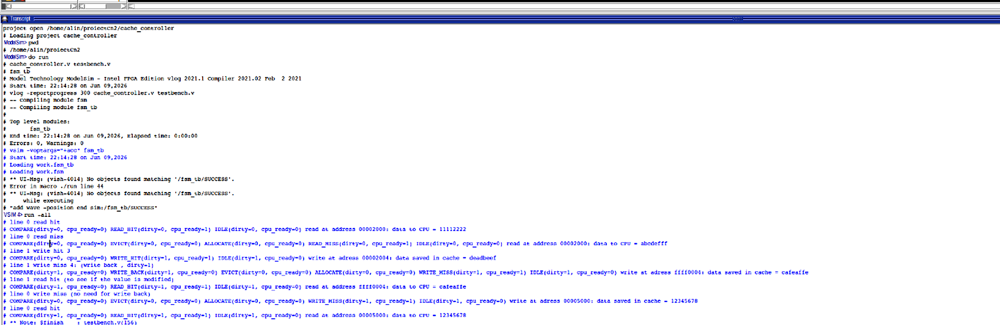 Transcript
project open /home/alin/proiectCn2/cache_controller
# Loading project cache_controller
ModelSim> pwd
# /home/alin/proiectCn2
ModelSim> do run
# cache_controller.v testbench.v
# fsm_tb
# Model Technology ModelSim - Intel FPGA Edition vlog 2021.1 Compiler 2021.02 Feb  2 2021
# Start time: 22:14:28 on Jun 09,2026
# vlog -reportprogress 300 cache_controller.v testbench.v
# -- Compiling module fsm
# -- Compiling module fsm_tb
#
# Top level modules:
#       fsm_tb
# End time: 22:14:28 on Jun 09,2026, Elapsed time: 0:00:00
# Errors: 0, Warnings: 0
# vsim -voptargs="+acc" fsm_tb
# Start time: 22:14:28 on Jun 09,2026
# Loading work.fsm_tb
# Loading work.fsm
# ** UI-Msg: (vish-4014) No objects found matching '/fsm_tb/SUCCESS'.
# Error in macro ./run line 44
# ** UI-Msg: (vish-4014) No objects found matching '/fsm_tb/SUCCESS'.
#     while executing
# "add wave -position end sim:/fsm_tb/SUCCESS"
VSIM 4> run -all
# line 0 read hit
# COMPARE(dirty=0, cpu_ready=0) READ_HIT(dirty=0, cpu_ready=1) IDLE(dirty=0, cpu_ready=0) read at address 00002000: data to CPU = 11112222
# line 0 read miss
# COMPARE(dirty=0, cpu_ready=0) EVICT(dirty=0, cpu_ready=0) ALLOCATE(dirty=0, cpu_ready=0) READ_MISS(dirty=0, cpu_ready=1) IDLE(dirty=0, cpu_ready=0) read at address 00002000: data to CPU = abcdefff
# line 1 write hit 3
# COMPARE(dirty=0, cpu_ready=0) WRITE_HIT(dirty=1, cpu_ready=1) IDLE(dirty=1, cpu_ready=0) write at adress 00002004: data saved in cache = deadbeef
# line 1 write miss 4: (write back , dirty=1)
# COMPARE(dirty=1, cpu_ready=0) WRITE_BACK(dirty=1, cpu_ready=0) EVICT(dirty=0, cpu_ready=0) ALLOCATE(dirty=0, cpu_ready=0) WRITE_MISS(dirty=1, cpu_ready=1) IDLE(dirty=1, cpu_ready=0) write at adress ffff0004: data saved in cache = cafeaffe
# line 1 read hit (to see if the value is modified)
# COMPARE(dirty=1, cpu_ready=0) READ_HIT(dirty=1, cpu_ready=1) IDLE(dirty=1, cpu_ready=0) read at address ffff0004: data to CPU = cafeaffe
# line 0 write miss (no need for write back)
# COMPARE(dirty=0, cpu_ready=0) EVICT(dirty=0, cpu_ready=0) ALLOCATE(dirty=0, cpu_ready=0) WRITE_MISS(dirty=1, cpu_ready=1) IDLE(dirty=1, cpu_ready=0) write at adress 00005000: data saved in cache = 12345678
# line 0 read hit
# COMPARE(dirty=1, cpu_ready=0) READ_HIT(dirty=1, cpu_ready=1) IDLE(dirty=1, cpu_ready=0) read at address 00005000: data to CPU = 12345678
# ** Note: $finish    : testbench.v(156)